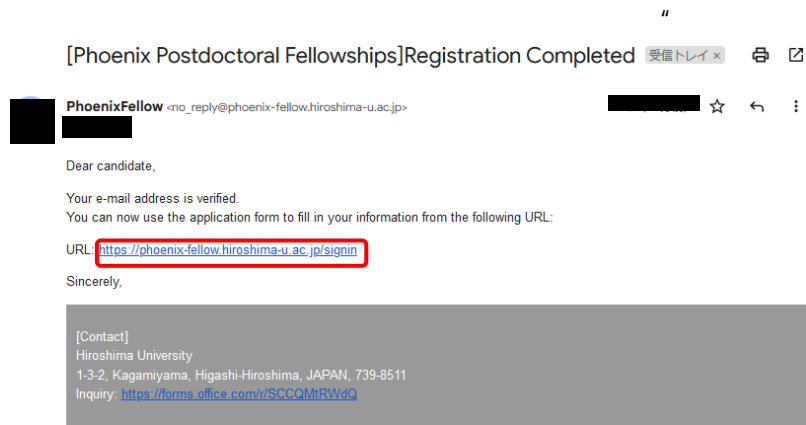 “
[Phoenix Postdoctoral Fellowships]Registration Completed 受信トレイ ×
PhoenixFellow <no_reply@phoenix-fellow.hiroshima-u.ac.jp>
Dear candidate,
Your e-mail address is verified.
You can now use the application form to fill in your information from the following URL:
URL: https://phoenix-fellow.hiroshima-u.ac.jp/signin
Sincerely,
[Contact]
Hiroshima University
1-3-2, Kagamiyama, Higashi-Hiroshima, JAPAN, 739-8511
Inquiry: https://forms.office.com/r/SCCQMtRWdQ